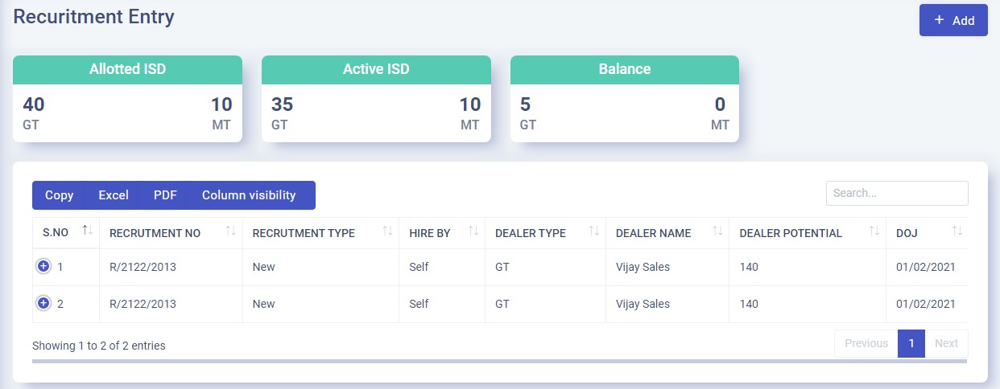 Recuritment Entry
+ Add
Allotted ISD
40 10
GT MT
Active ISD
35 10
GT MT
Balance
5 0
GT MT
Copy Excel PDF Column visibility
Search...
S.NO RECRUTMENT NO RECRUTMENT TYPE HIRE BY DEALER TYPE DEALER NAME DEALER POTENTIAL DOJ
1 R/2122/2013 New Self GT Vijay Sales 140 01/02/2021
2 R/2122/2013 New Self GT Vijay Sales 140 01/02/2021
Showing 1 to 2 of 2 entries
Previous 1 Next